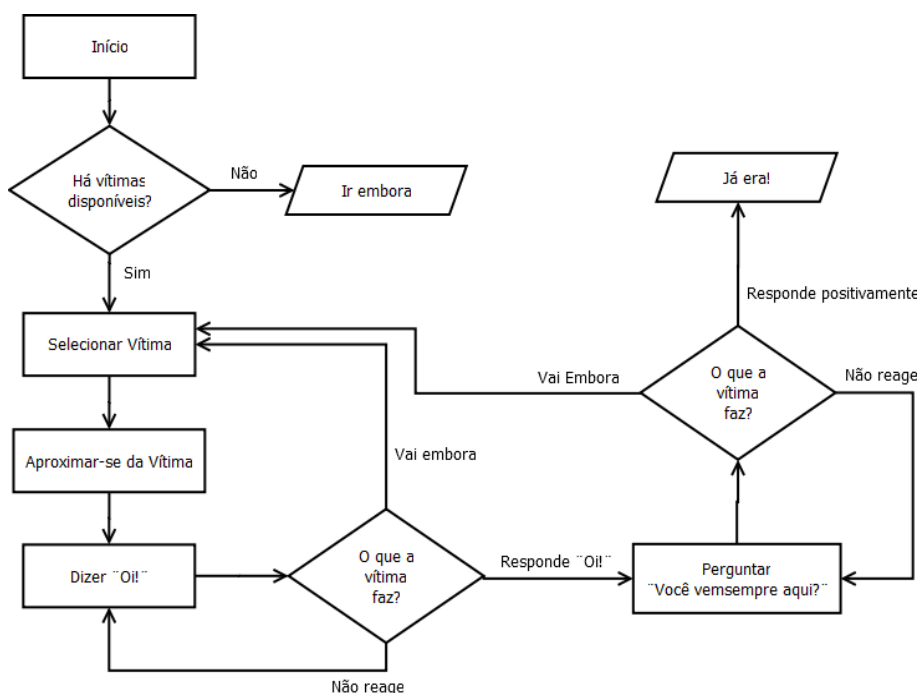 Início
Há vítimas
disponíveis?
Não
Ir embora
Sim
Selecionar Vítima
Aproximar-se da Vítima
Dizer ¨Oi!¨
O que a
vítima
faz?
Vai embora
Não reage
Responde ¨Oi!¨
Perguntar
¨Você vemsempre aqui?¨
O que a
vítima
faz?
Vai Embora
Não reage
Responde positivamente
Já era!